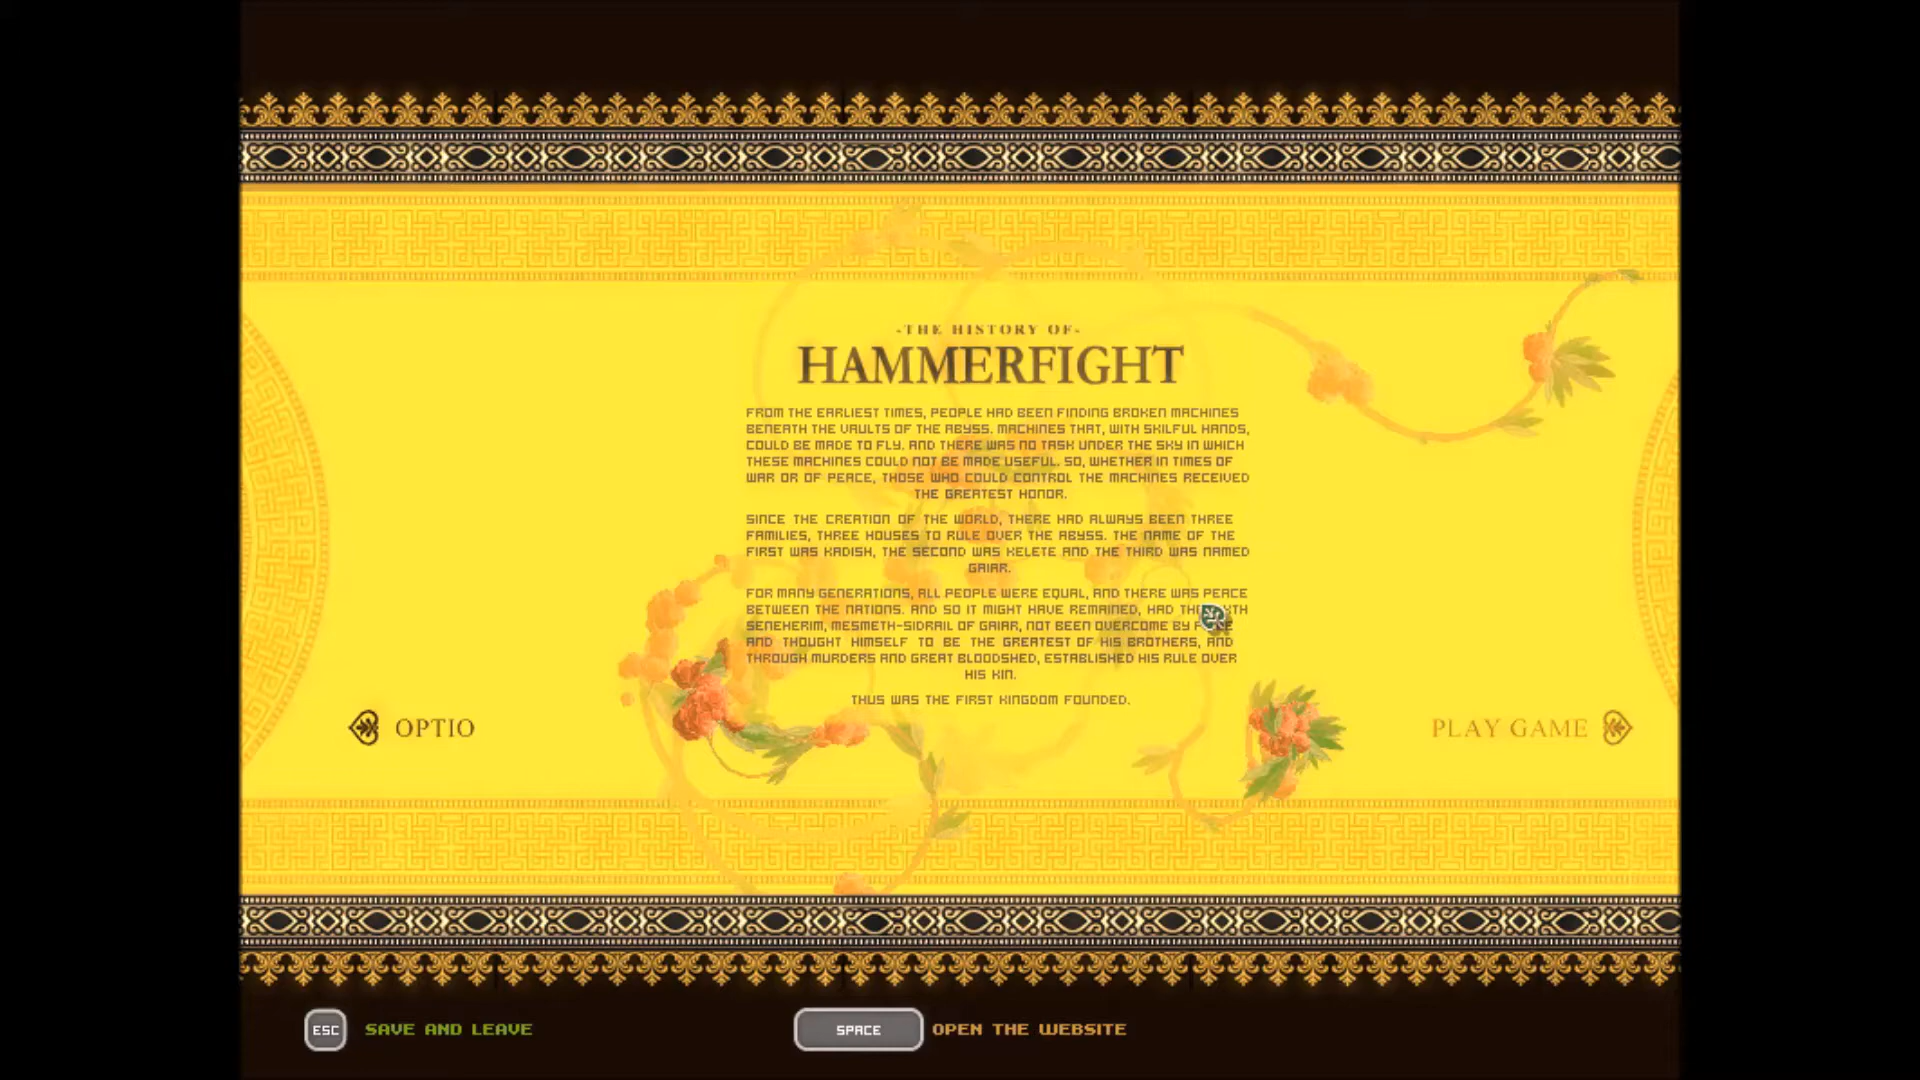 -THE HISTORY OF-
HAMMERFIGHT
FROM THE EARLIEST TIMES, PEOPLE HAD BEEN FINDING BROKEN MACHINES
BENEATH THE VAULTS OF THE ABYSS. MACHINES THAT, WITH SKILFUL HANDS,
COULD BE MADE TO FLY. AND THERE WAS NO TASK UNDER THE SKY IN WHICH
THESE MACHINES COULD NOT BE MADE USEFUL. SO, WHETHER IN TIMES OF
WAR OR OF PEACE, THOSE WHO COULD CONTROL THE MACHINES RECEIVED
THE GREATEST HONOR.
SINCE THE CREATION OF THE WORLD, THERE HAD ALWAYS BEEN THREE
FAMILIES, THREE HOUSES TO RULE OVER THE ABYSS. THE NAME OF THE
FIRST WAS KADISH, THE SECOND WAS KELETE AND THE THIRD WAS NAMED
GAIAR.
FOR MANY GENERATIONS, ALL PEOPLE WERE EQUAL, AND THERE WAS PEACE
BETWEEN THE NATIONS. AND SO IT MIGHT HAVE REMAINED, HAD
SENEHERIM, MESMETH-SIDRAIL OF GAIAR, NOT BEEN OVERCOME BY
AND THOUGHT HIMSELF TO BE THE GREATEST OF HIS BROTHERS, AND
THROUGH MURDERS AND GREAT BLOODSHED, ESTABLISHED HIS RULE OVER
HIS KIN.
THUS WAS THE FIRST KINGDOM FOUNDED.
OPTIO
PLAY GAME
ESC SAVE AND LEAVE
SPACE OPEN THE WEBSITE